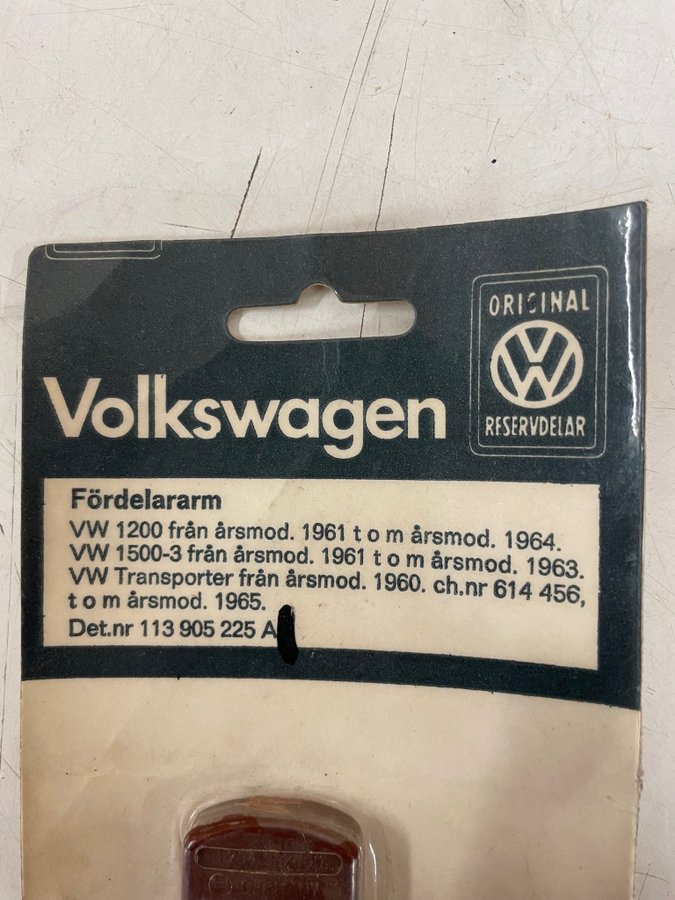 Volkswagen
ORIGINAL
RESERVDELAR
Fördelararm
VW 1200 från årsmod. 1961 t o m årsmod. 1964.
VW 1500-3 från årsmod. 1961 t o m årsmod. 1963.
VW Transporter från årsmod. 1960. ch.nr 614 456,
t o m årsmod. 1965.
Det.nr 113 905 225 A